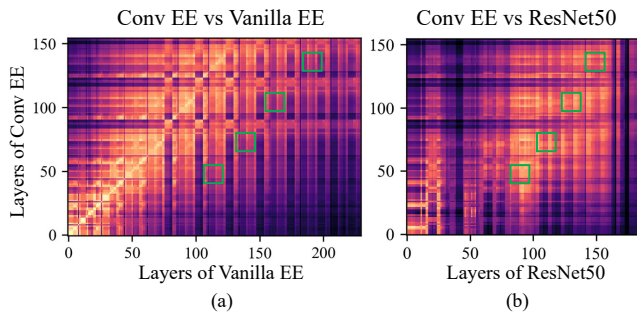 Conv EE vs Vanilla EE
Conv EE vs ResNet50
Layers of Conv EE
150
100
50
0
0
50
100
150
200
Layers of Vanilla EE
(a)
150
100
50
0
0
50
100
150
Layers of ResNet50
(b)